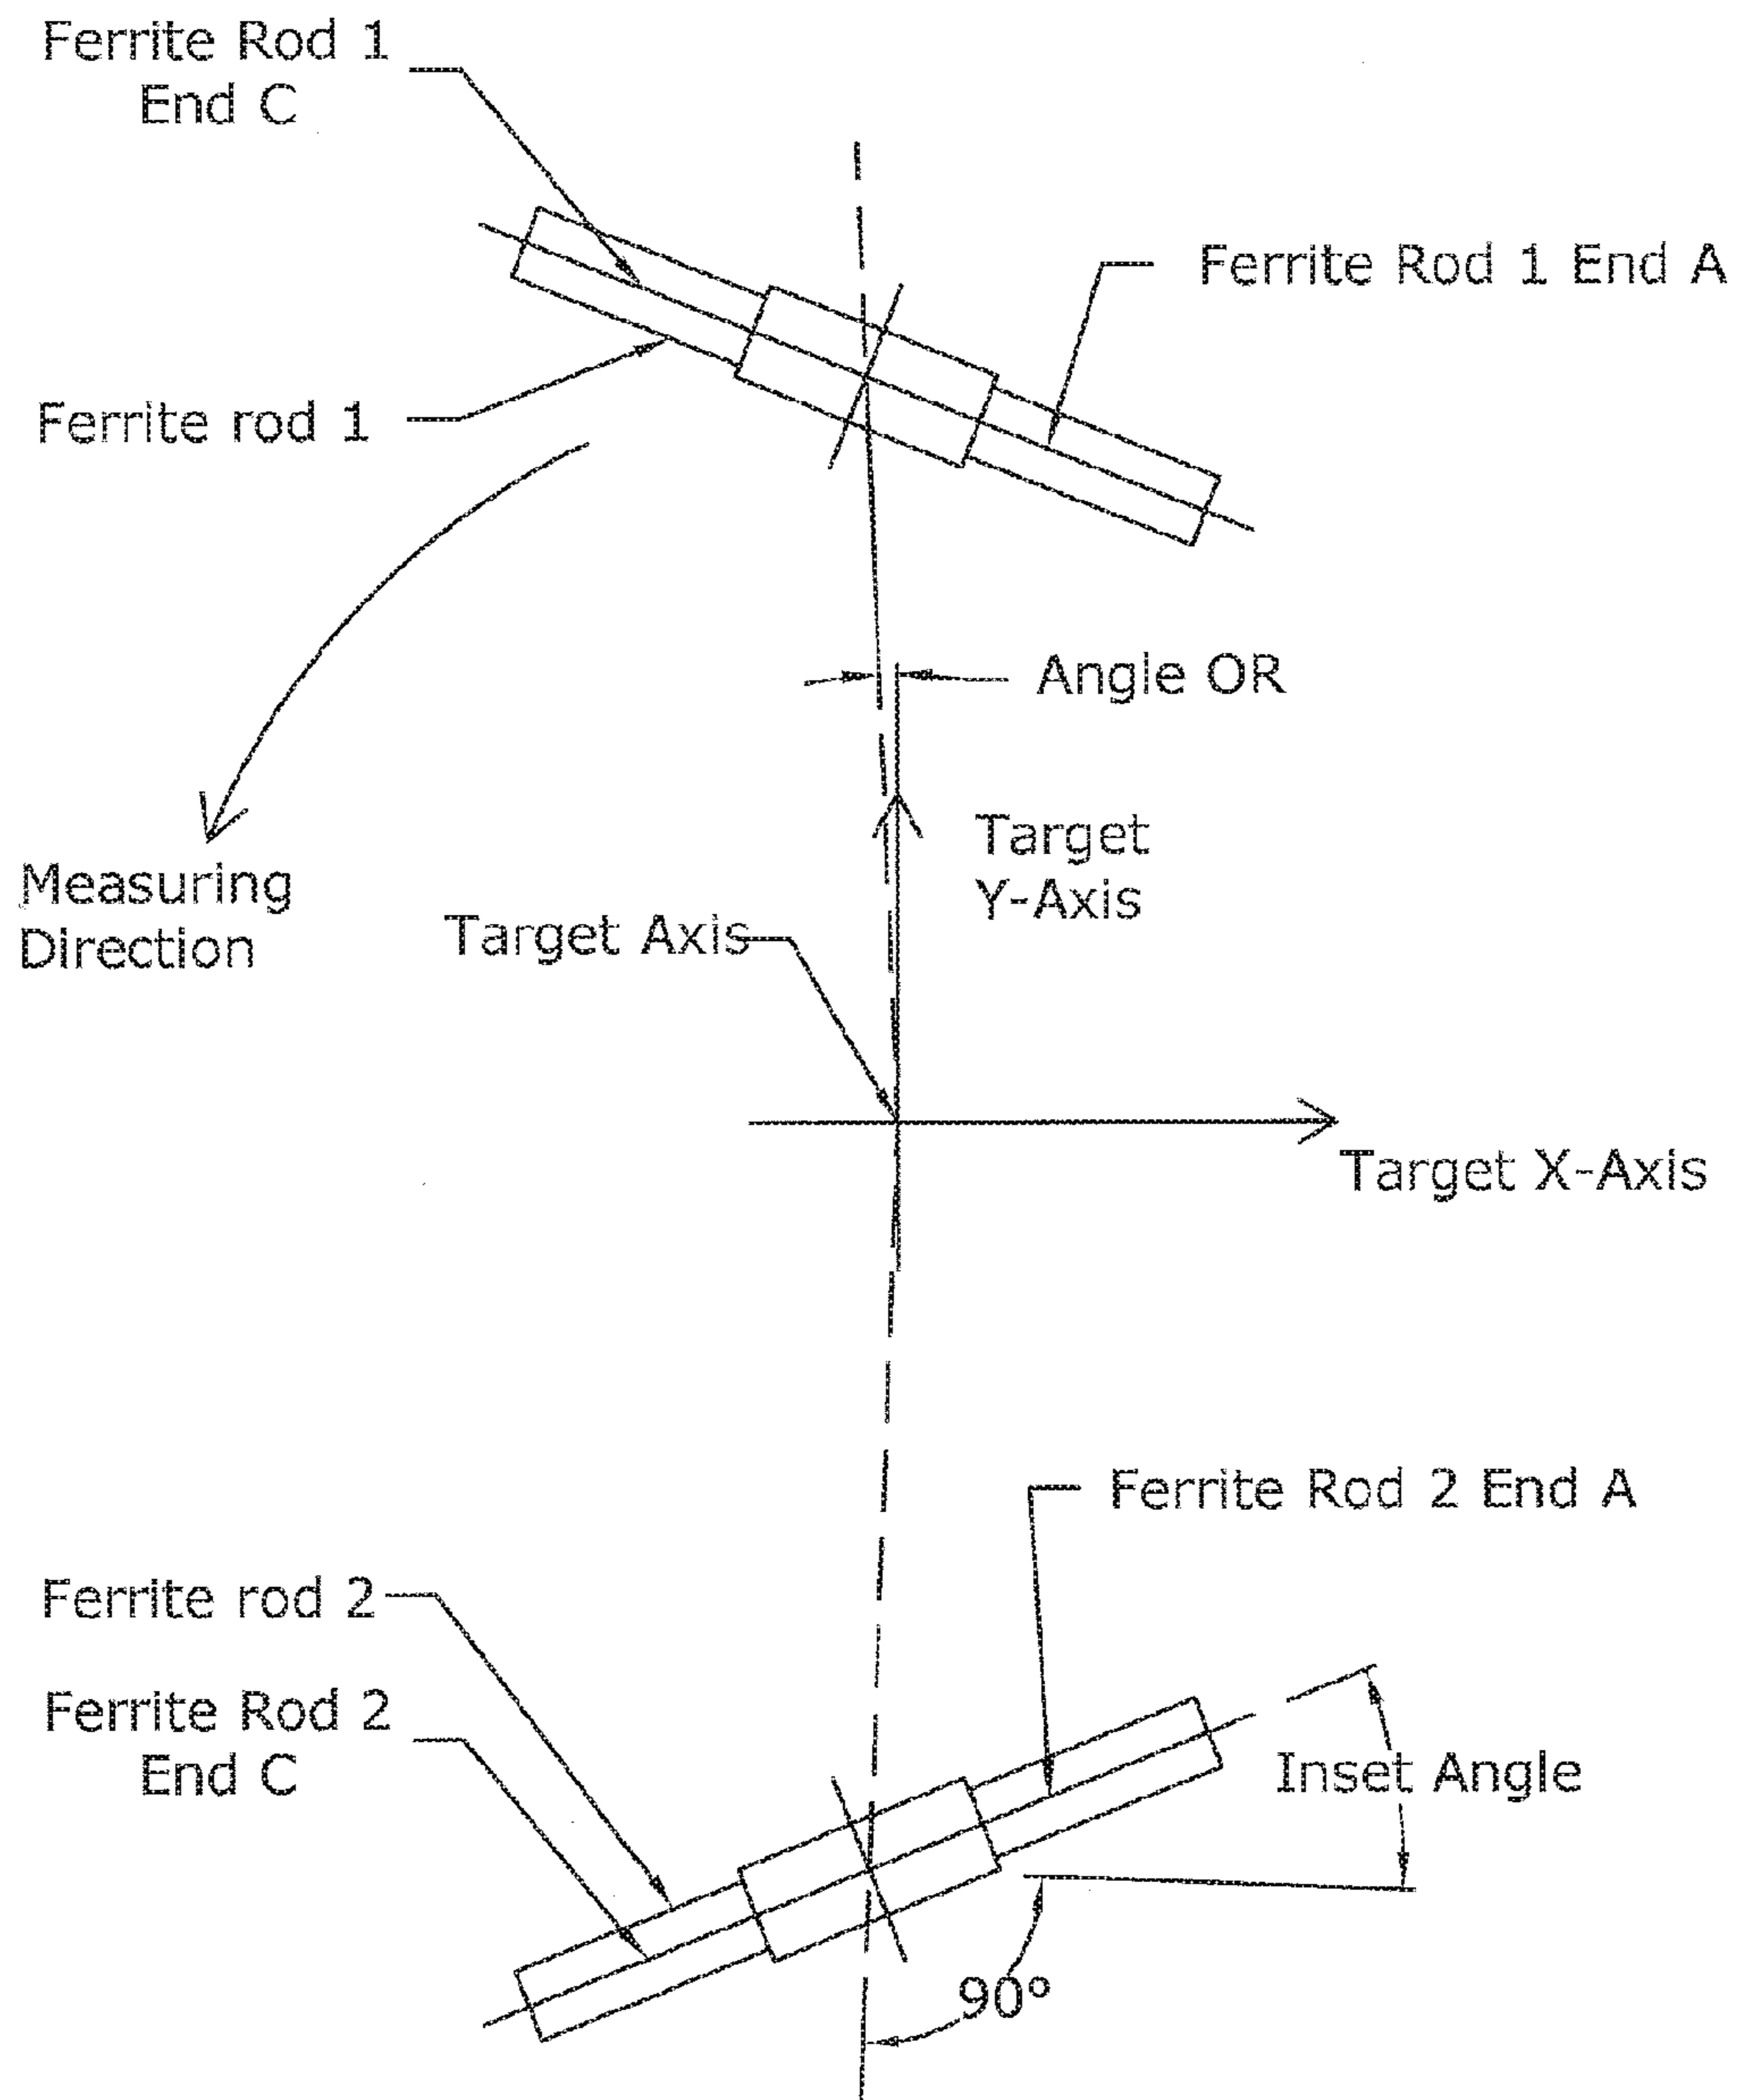 Ferrite Rod 1
End C
Ferrite Rod 1 End A
Ferrite rod 1
Angle OR
Target
Y-Axis
Measuring
Direction
Target Axis
Target X-Axis
Ferrite Rod 2 End A
Ferrite rod 2
Ferrite Rod 2
End C
Inset Angle
90°